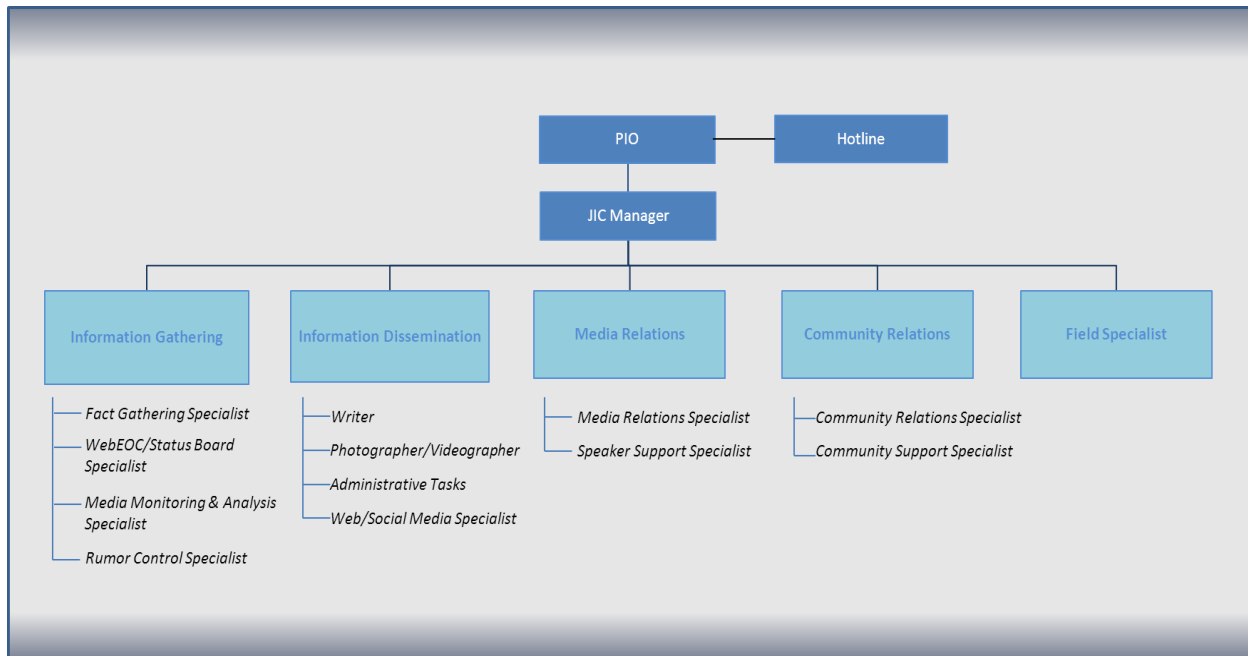 PIO
Hotline
JIC Manager
Information Gathering
Information Dissemination
Media Relations
Community Relations
Field Specialist
Fact Gathering Specialist
WebEOC/Status Board
Specialist
Media Monitoring & Analysis
Specialist
Rumor Control Specialist
Writer
Photographer/Videographer
Administrative Tasks
Web/Social Media Specialist
Media Relations Specialist
Speaker Support Specialist
Community Relations Specialist
Community Support Specialist